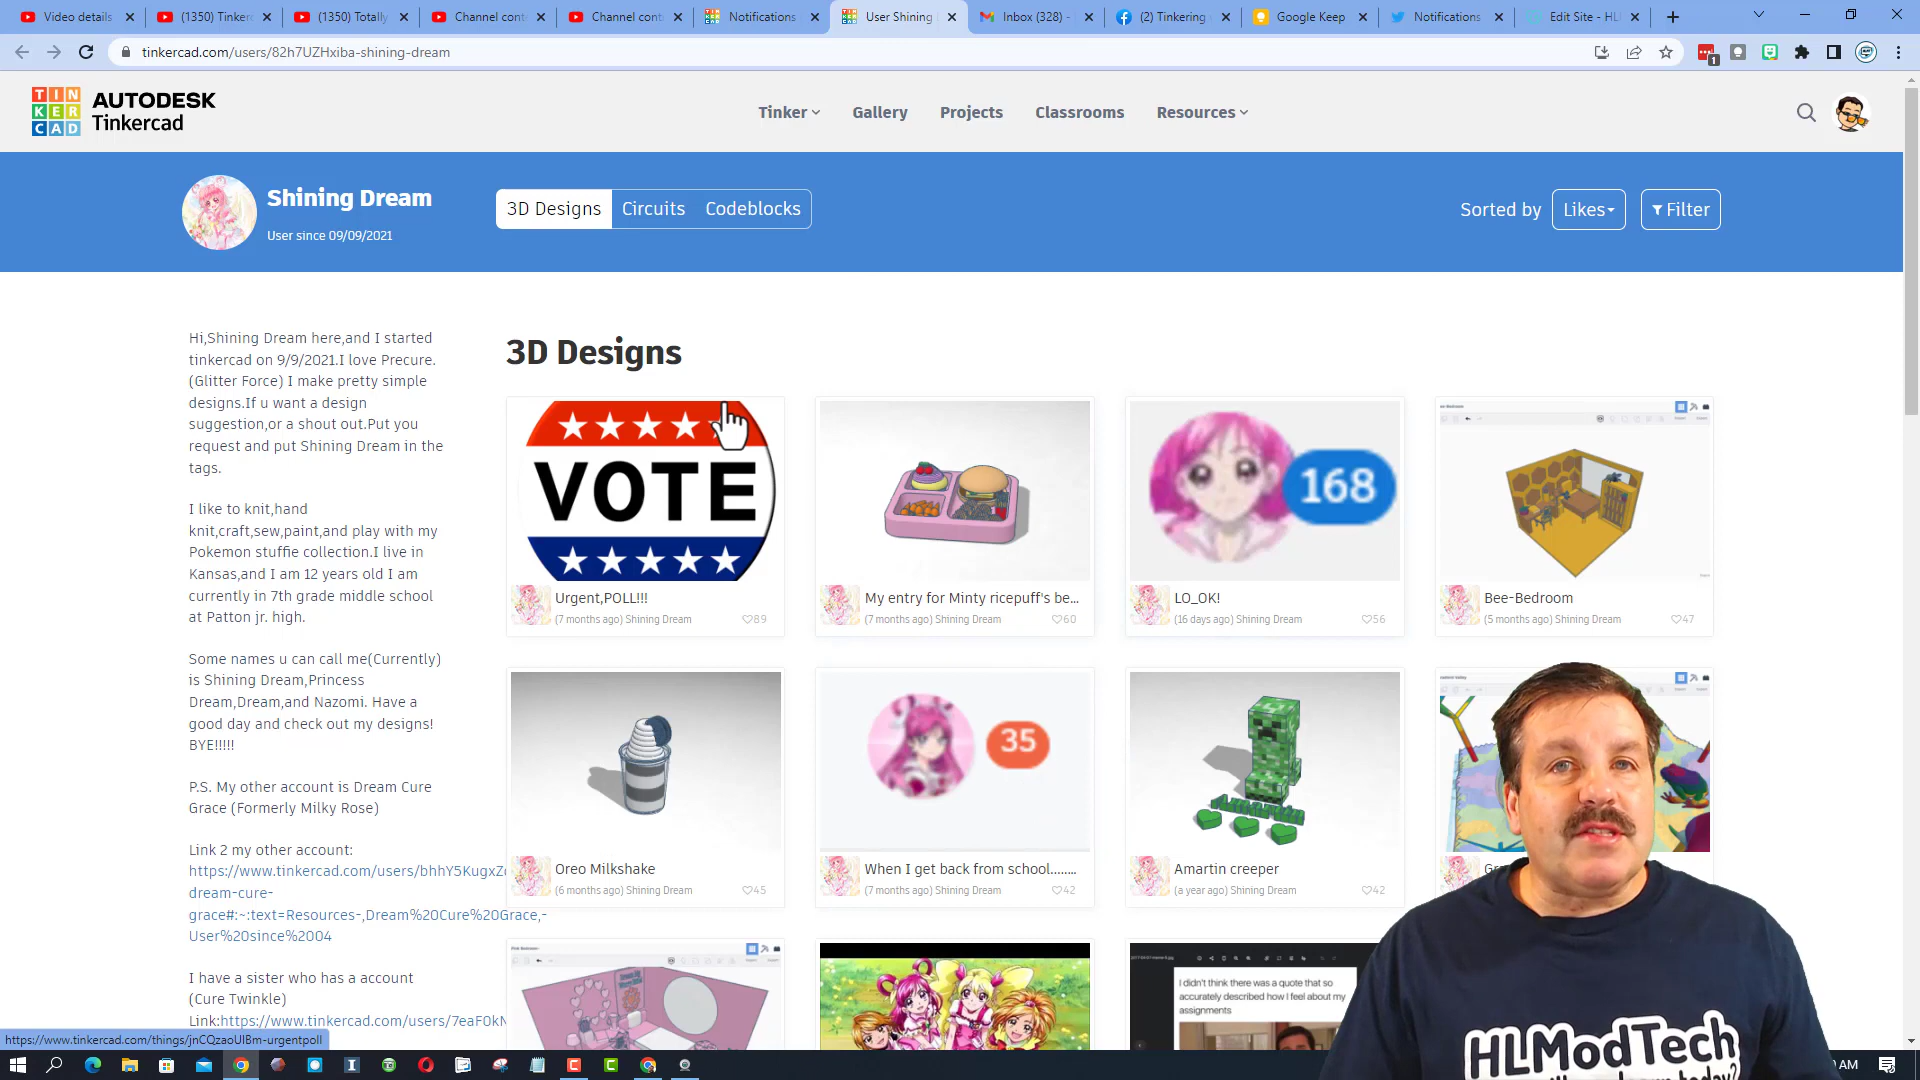 Video details
(1350) Tinker
(1350) Totally
Channel cont
Channel cont
Notifications
User Shining
Inbox (328) -
(2) Tinkering
Google Keep
Notifications
Edit Site - HL
tinkercad.com/users/82h7UZHxiba-shining-dream
1
TINKERCAD
AUTODESK
Tinkercad
Tinker
Gallery
Projects
Classrooms
Resources
Shining Dream
User since 09/09/2021
3D Designs
Circuits
Codeblocks
Sorted by
Likes
Filter
Hi,Shining Dream here,and I started
tinkercad on 9/9/2021.I love Precure.
(Glitter Force) I make pretty simple
designs.If u want a design
suggestion,or a shout out.Put you
request and put Shining Dream in the
tags.
I like to knit,hand
knit,craft,sew,paint,and play with my
Pokemon stuffie collection.I live in
Kansas,and I am 12 years old I am
currently in 7th grade middle school
at Patton jr. high.
Some names u can call me(Currently)
is Shining Dream,Princess
Dream,Dream,and Nazomi. Have a
good day and check out my designs!
BYE!!!!!
P.S. My other account is Dream Cure
Grace (Formerly Milky Rose)
Link 2 my other account:
https://www.tinkercad.com/users/bhhY5KugxZ
dream-cure-
grace#:~:text=Resources-,Dream%20Cure%20Grace,-
User%20since%2004
I have a sister who has a account
(Cure Twinkle)
Link:https://www.tinkercad.com/users/7eaF0kN
3D Designs
VOTE
Urgent,POLL!!!
(7 months ago) Shining Dream
89
My entry for Minty ricepuff's be...
(7 months ago) Shining Dream
60
168
LO_OK!
(16 days ago) Shining Dream
56
Bee-Bedroom
(5 months ago) Shining Dream
47
Oreo Milkshake
(6 months ago) Shining Dream
45
35
When I get back from school........
(7 months ago) Shining Dream
42
Amartin creeper
(a year ago) Shining Dream
42
I didn't think there was a quote that so
accurately described how I feel about my
assignments
HLModTech
https://www.tinkercad.com/things/jnCQzaoUIBm-urgentpoll
AM